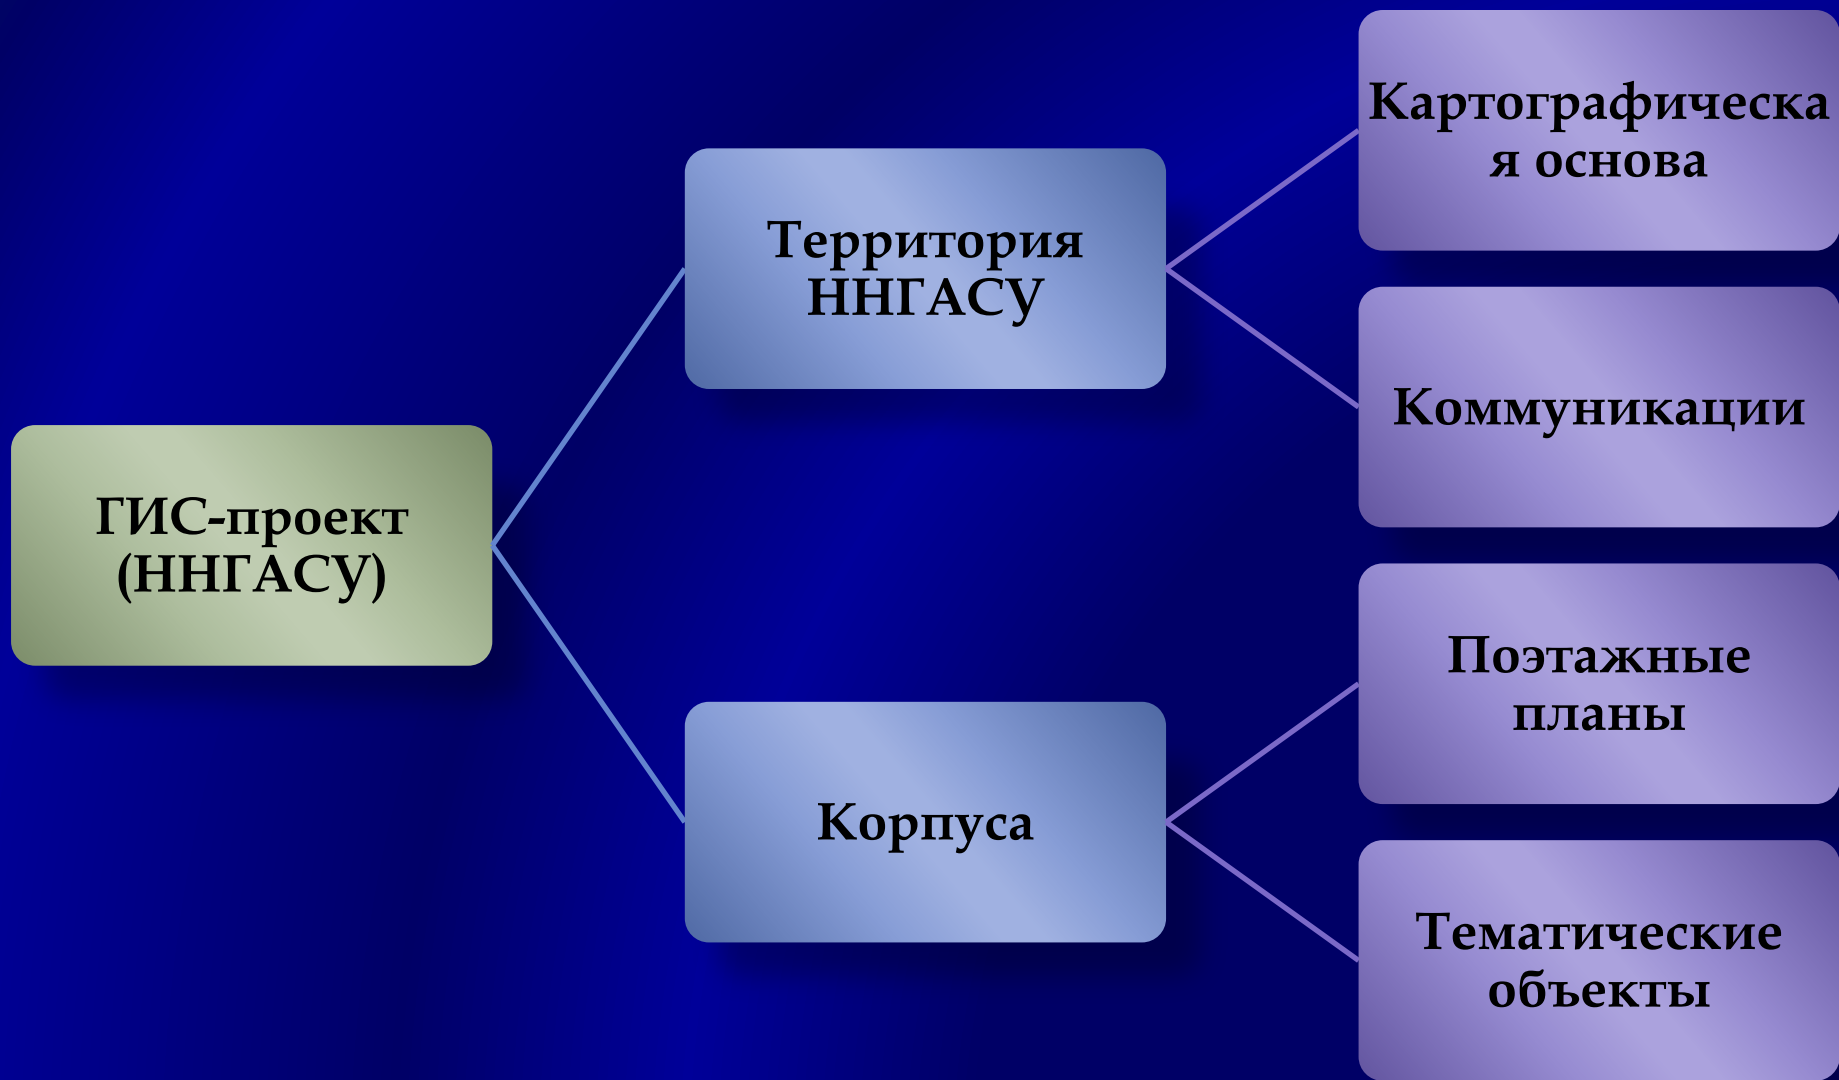 ГИС-проект
(ННГАСУ)
Территория
ННГАСУ
Картографическа
я основа
Коммуникации
Корпуса
Поэтажные
планы
Тематические
объекты